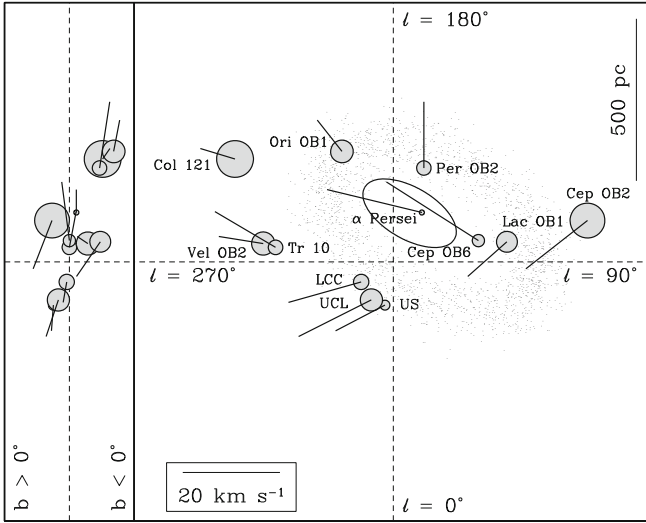 l = 180°
500 pc
Ori OB1
Col 121
Per OB2
Cep OB2
α Persei
Lac OB1
Vel OB2
Tr 10
Cep OB6
l = 270°
l = 90°
LCC
UCL
US
b > 0°
b < 0°
20 km s⁻¹
l = 0°